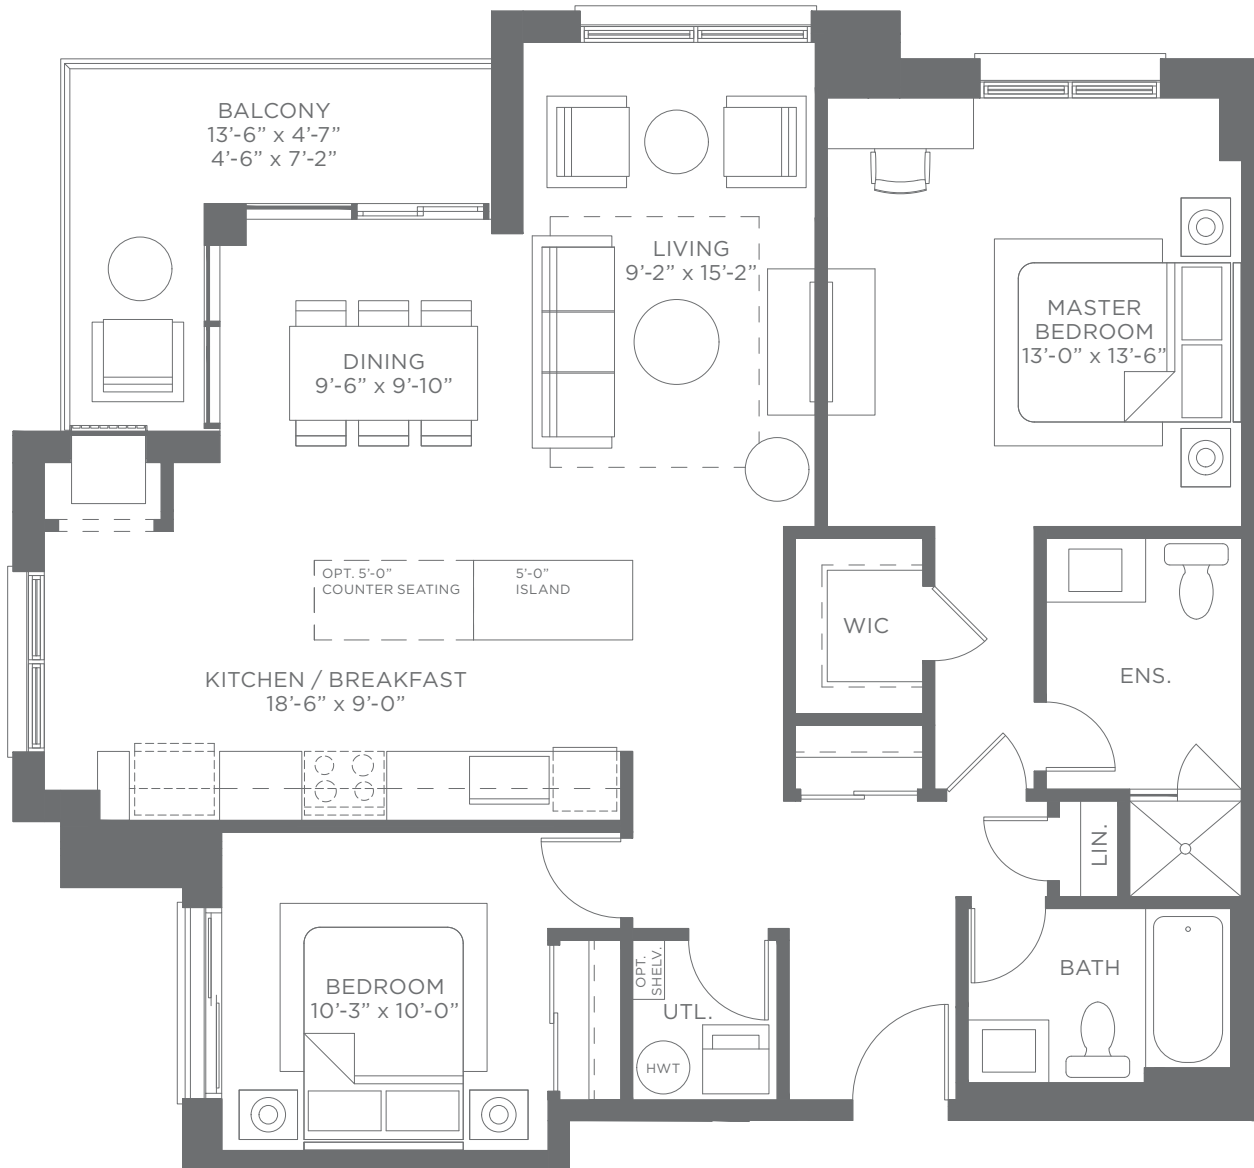 BALCONY
13’-6” x 4’-7”
4’-6” x 7’-2”
LIVING
9’-2” x 15’-2”
MASTER
BEDROOM
13’-0” x 13’-6”
DINING
9’-6” x 9’-10”
OPT. 5’-0”
COUNTER SEATING
5’-0”
ISLAND
WIC
ENS.
KITCHEN / BREAKFAST
18’-6” x 9’-0”
LIN.
BEDROOM
10’-3” x 10’-0”
OPT.
SHELV.
UTL.
HWT
BATH